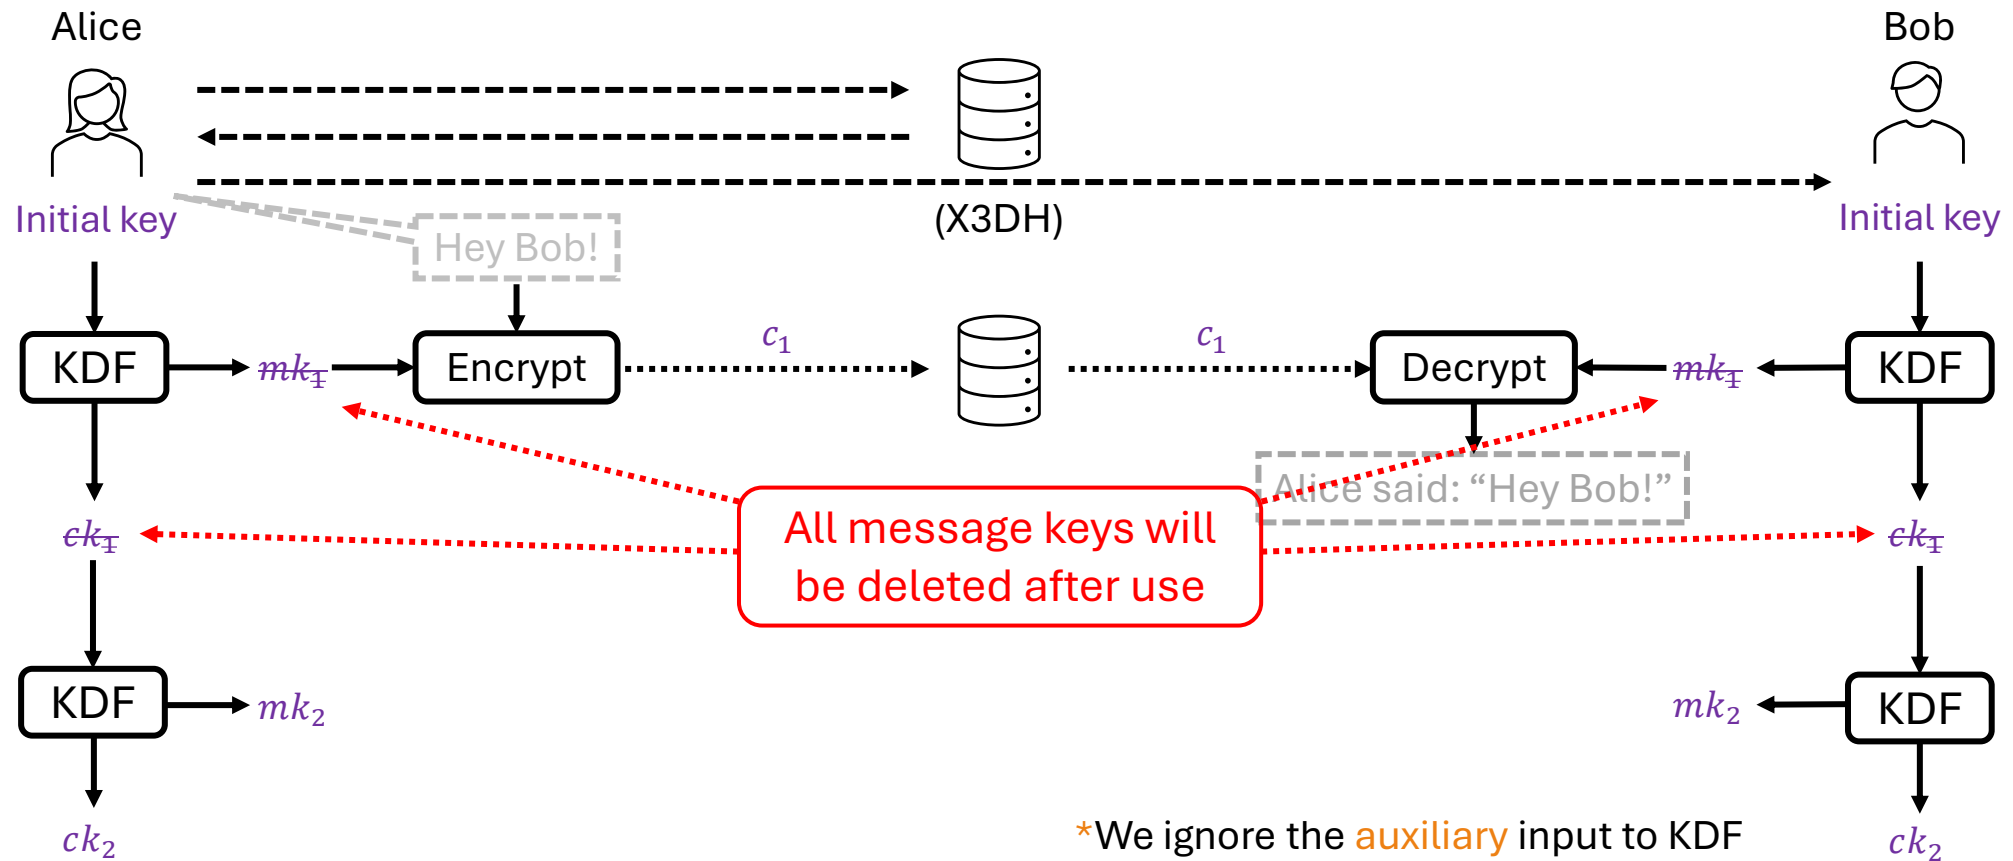 Alice
Bob
(X3DH)
Initial key
Initial key
Hey Bob!
KDF
mk₁
Encrypt
c₁
c₁
Decrypt
mk₁
KDF
Alice said: “Hey Bob!”
All message keys will
be deleted after use
ck₁
ck₁
KDF
mk₂
mk₂
KDF
ck₂
ck₂
*We ignore the auxiliary input to KDF